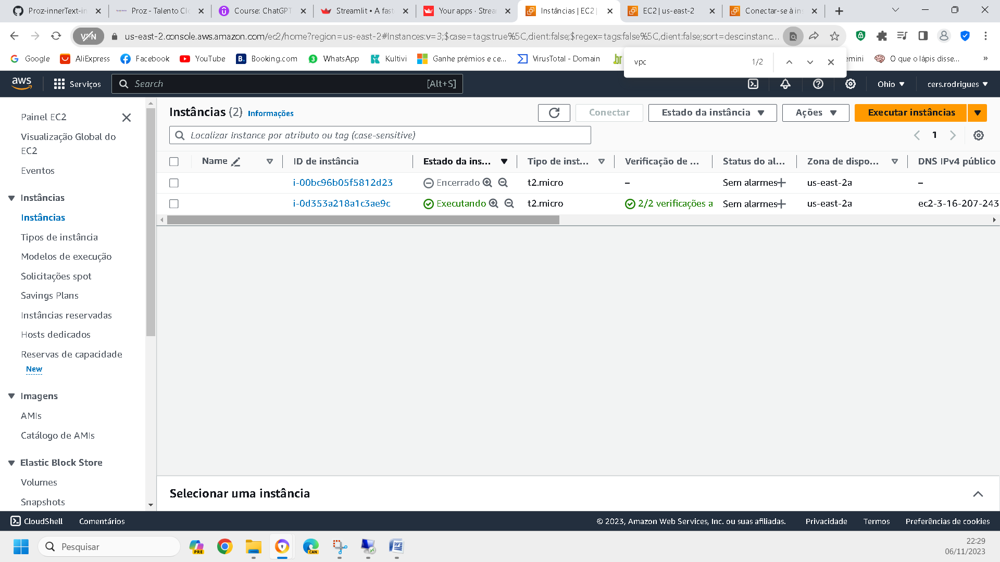 Proz-innerText-in
Proz - Talento Clo
Course: ChatGPT
Streamlit • A fast
Your apps · Strea
Instâncias | EC2 |
EC2 | us-east-2
Conectar-se à ins
VPN
us-east-2.console.aws.amazon.com/ec2/home?region=us-east-2#Instances:v=3;$case=tags:true%5C,client:false;$regex=tags:false%5C,client:false;sort=desc:instanc...
Google
AliExpress
Facebook
YouTube
Booking.com
WhatsApp
Kultivi
Ganhe prêmios e ce...
VirusTotal - Domain
emini
O que o lápis disse...
»
vpc
1/2
aws
Serviços
Search
[Alt+S]
Ohio
cers.rodrigues
Painel EC2
Visualização Global do
EC2
Eventos
Instâncias
Instâncias
Tipos de instância
Modelos de execução
Solicitações spot
Savings Plans
Instâncias reservadas
Hosts dedicados
Reservas de capacidade
New
Imagens
AMIs
Catálogo de AMIs
Elastic Block Store
Volumes
Snapshots
Instâncias (2) Informações
Conectar
Estado da instância
Ações
Executar instâncias
Localizar Instance por atributo ou tag (case-sensitive)
1
Name
ID de instância
Estado da ins...
Tipo de inst...
Verificação de ...
Status do al...
Zona de dispo...
DNS IPv4 público
i-00bc96b05f5812d23
Encerrado
t2.micro
–
Sem alarmes
us-east-2a
–
i-0d353a218a1c3ae9c
Executando
t2.micro
2/2 verificações a
Sem alarmes
us-east-2a
ec2-3-16-207-243
Selecionar uma instância
CloudShell
Comentários
© 2023, Amazon Web Services, Inc. ou suas afiliadas.
Privacidade
Termos
Preferências de cookies
Pesquisar
PRE
CAN
22:29
06/11/2023